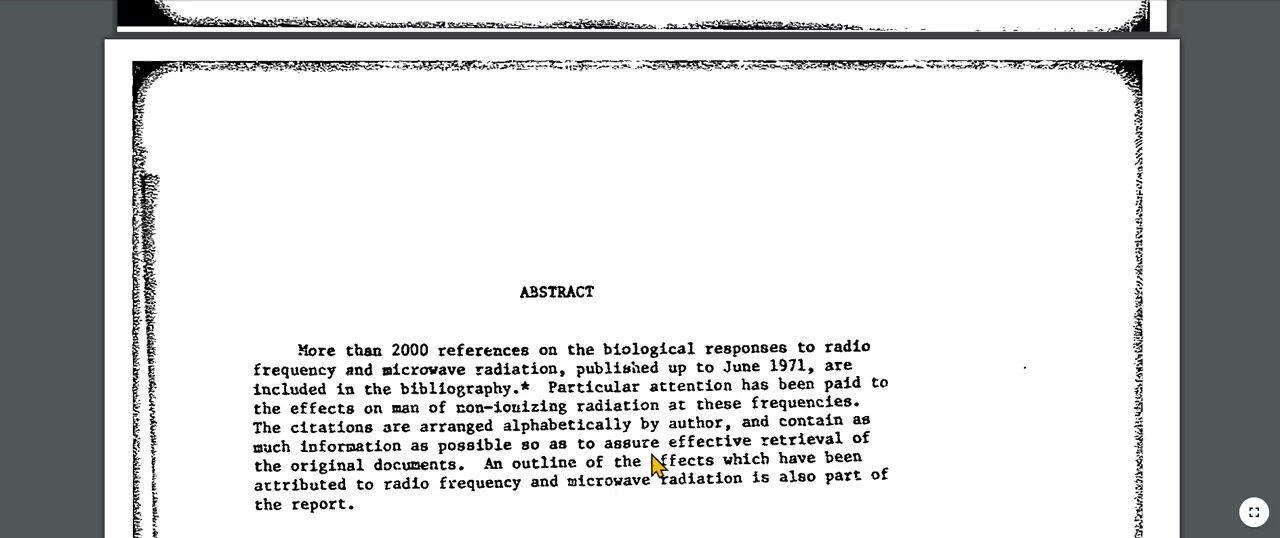 ABSTRACT
More than 2000 references on the biological responses to radio
frequency and microwave radiation, published up to June 1971, are
included in the bibliography.* Particular attention has been paid to
the effects on man of non-ionizing radiation at these frequencies.
The citations are arranged alphabetically by author, and contain as
much information as possible so as to assure effective retrieval of
the original documents. An outline of the effects which have been
attributed to radio frequency and microwave radiation is also part of
the report.